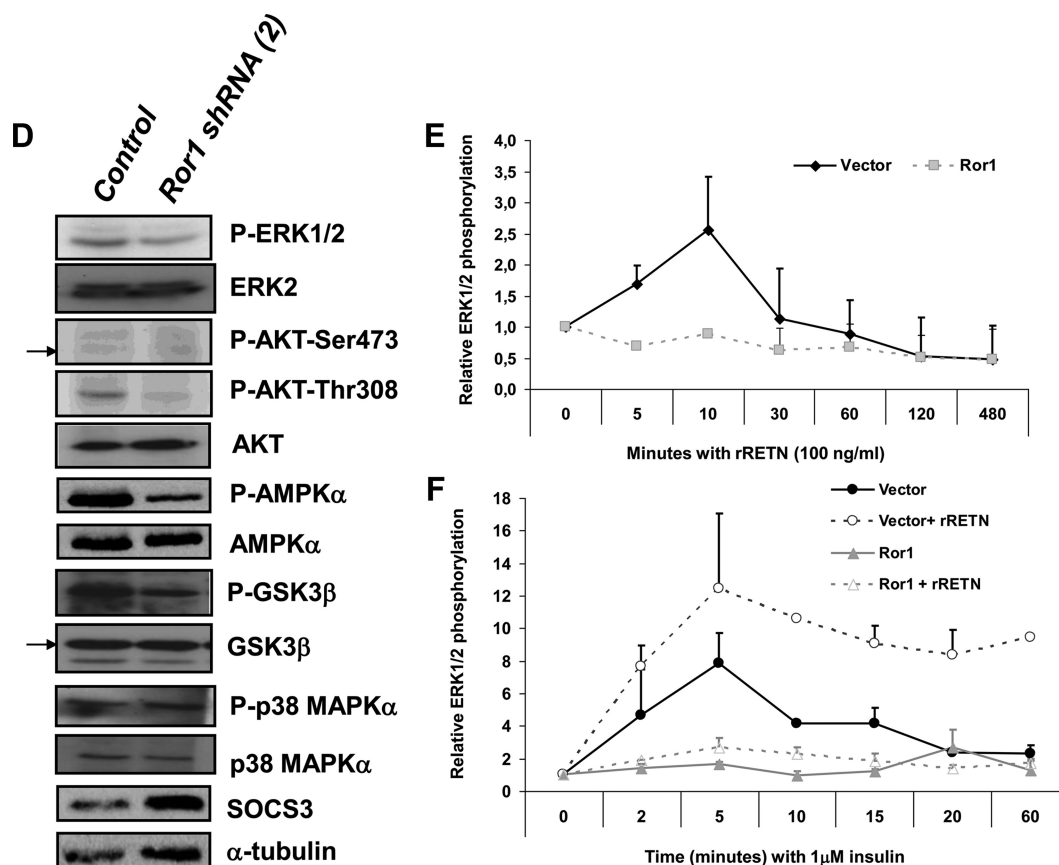 D
Control
Ror1 shRNA (2)
P-ERK1/2
ERK2
P-AKT-Ser473
P-AKT-Thr308
AKT
P-AMPKα
AMPKα
P-GSK3β
GSK3β
P-p38 MAPKα
p38 MAPKα
SOCS3
α-tubulin
E
Relative ERK1/2 phosphorylation
4,0
3,5
3,0
2,5
2,0
1,5
1,0
0,5
0,0
Vector Ror1
0 5 10 30 60 120 480
Minutes with rRETN (100 ng/ml)
F
Relative ERK1/2 phosphorylation
18
16
14
12
10
8
6
4
2
0
Vector
Vector+ rRETN
Ror1
Ror1 + rRETN
0 2 5 10 15 20 60
Time (minutes) with 1μM insulin